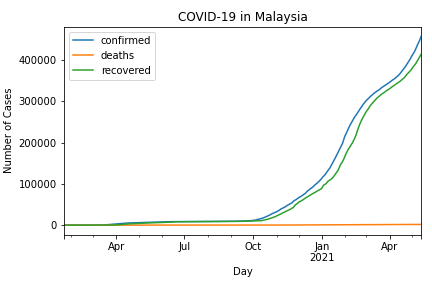 COVID-19 in Malaysia
confirmed
deaths
recovered
Number of Cases
400000
300000
200000
100000
0
Apr
Jul
Oct
Jan
2021
Apr
Day